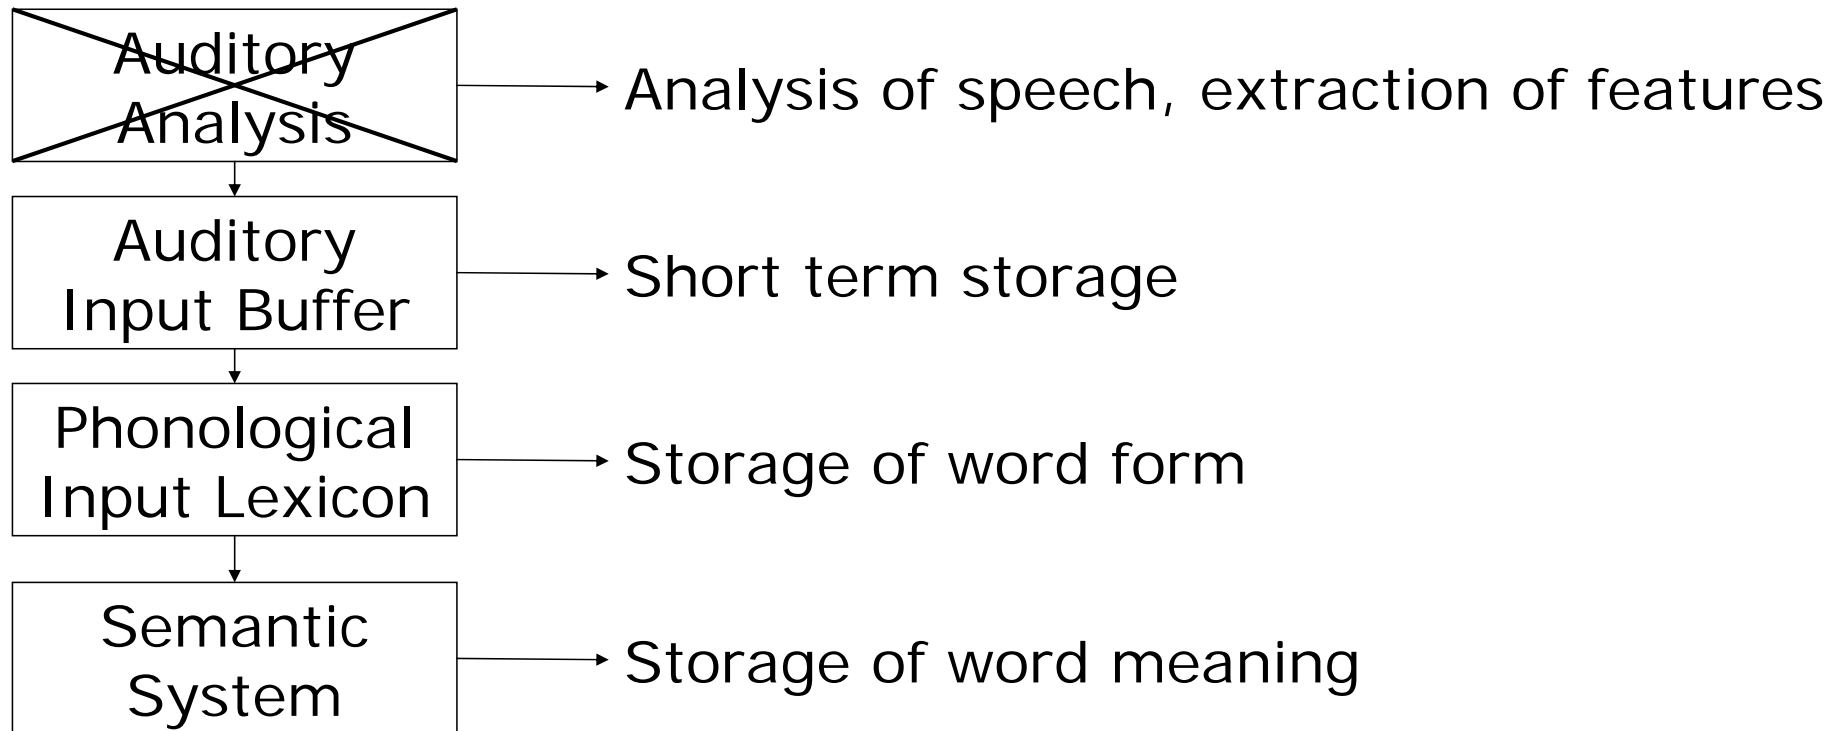 Auditory
Analysis
Analysis of speech, extraction of features
Auditory
Input Buffer
Short term storage
Phonological
Input Lexicon
Storage of word form
Semantic
System
Storage of word meaning